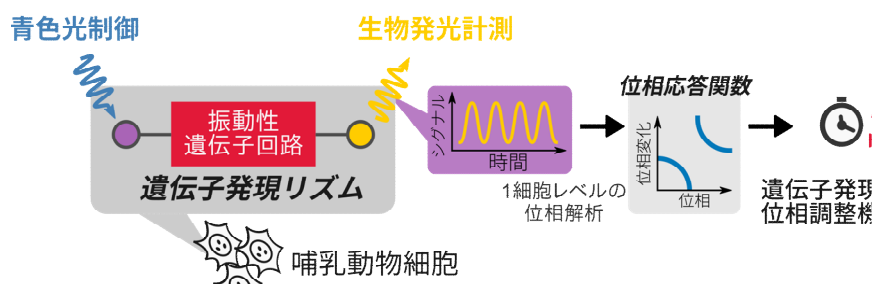 青色光制御
生物発光計測
振動性
遺伝子回路
遺伝子発現リズム
哺乳動物細胞
シグナル
時間
1細胞レベルの
位相解析
位相応答関数
位相変化
位相
遺伝子発現
位相調整機